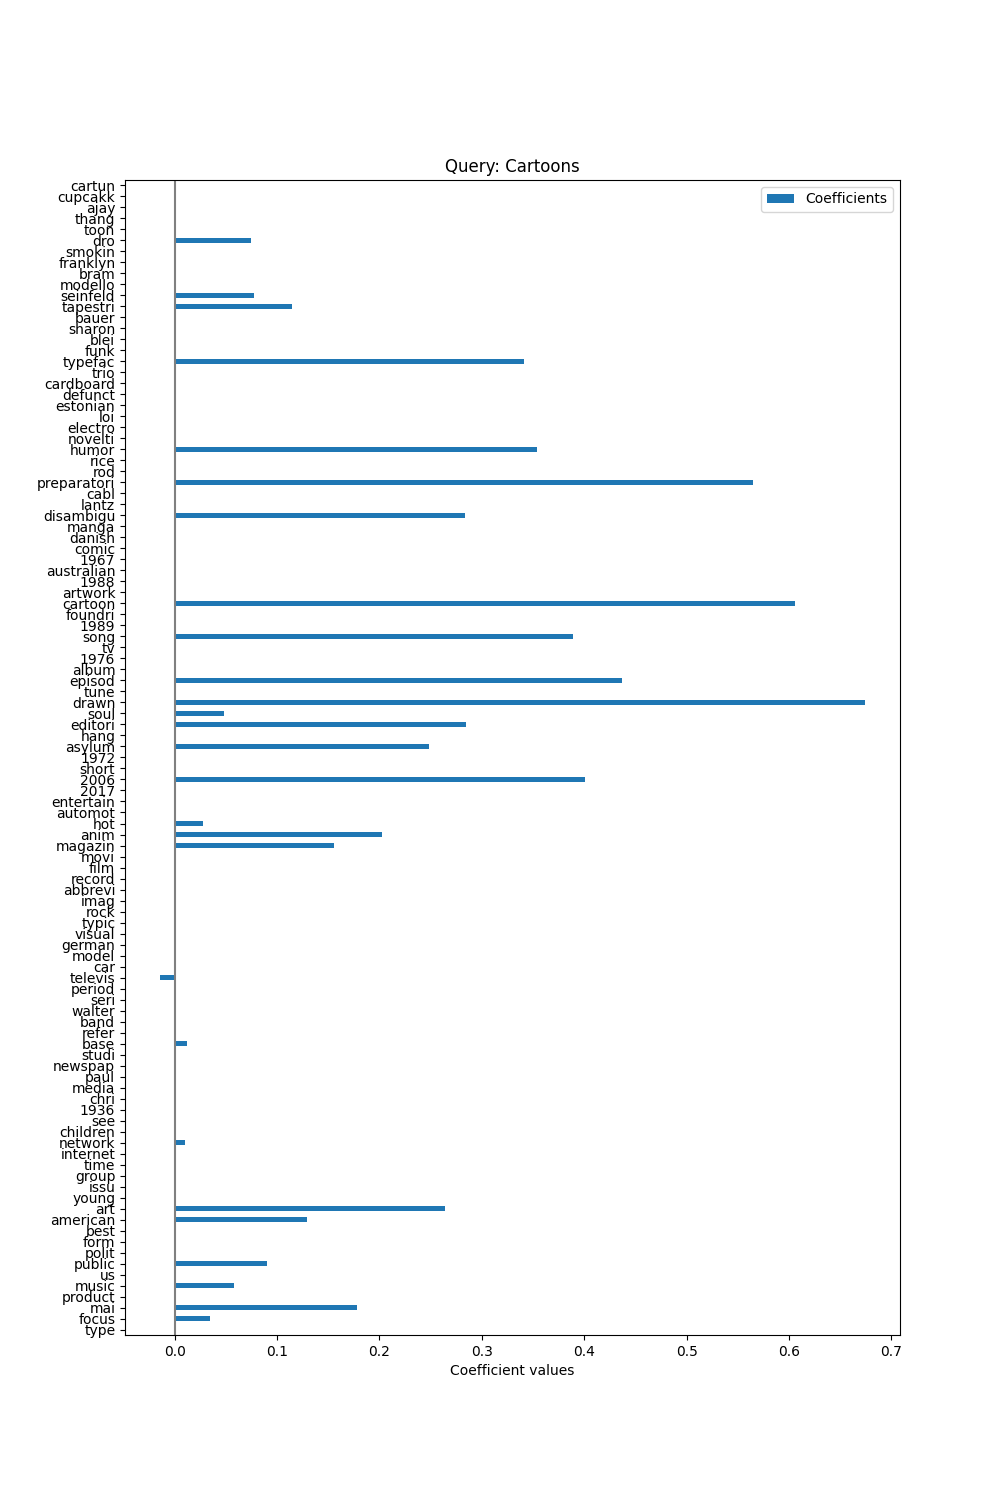 Query: Cartoons
Coefficients
cartun
cupcakk
ajay
thang
toon
dro
smokin
franklyn
bram
modello
seinfeld
tapestri
bauer
sharon
blei
funk
typefac
trio
cardboard
defunct
estonian
loi
electro
novelti
humor
rice
rod
preparatori
cabl
lantz
disambigu
manga
danish
comic
1967
australian
1988
artwork
cartoon
foundri
1989
song
tv
1976
album
episod
tune
drawn
soul
editori
hang
asylum
1972
short
2006
2017
entertain
automot
hot
anim
magazin
movi
film
record
abbrevi
imag
rock
typic
visual
german
model
car
televis
period
seri
walter
band
refer
base
studi
newspap
paul
media
chri
1936
see
children
network
internet
time
group
issu
young
art
american
best
form
polit
public
us
music
product
mai
focus
type
0.0 0.1 0.2 0.3 0.4 0.5 0.6 0.7
Coefficient values